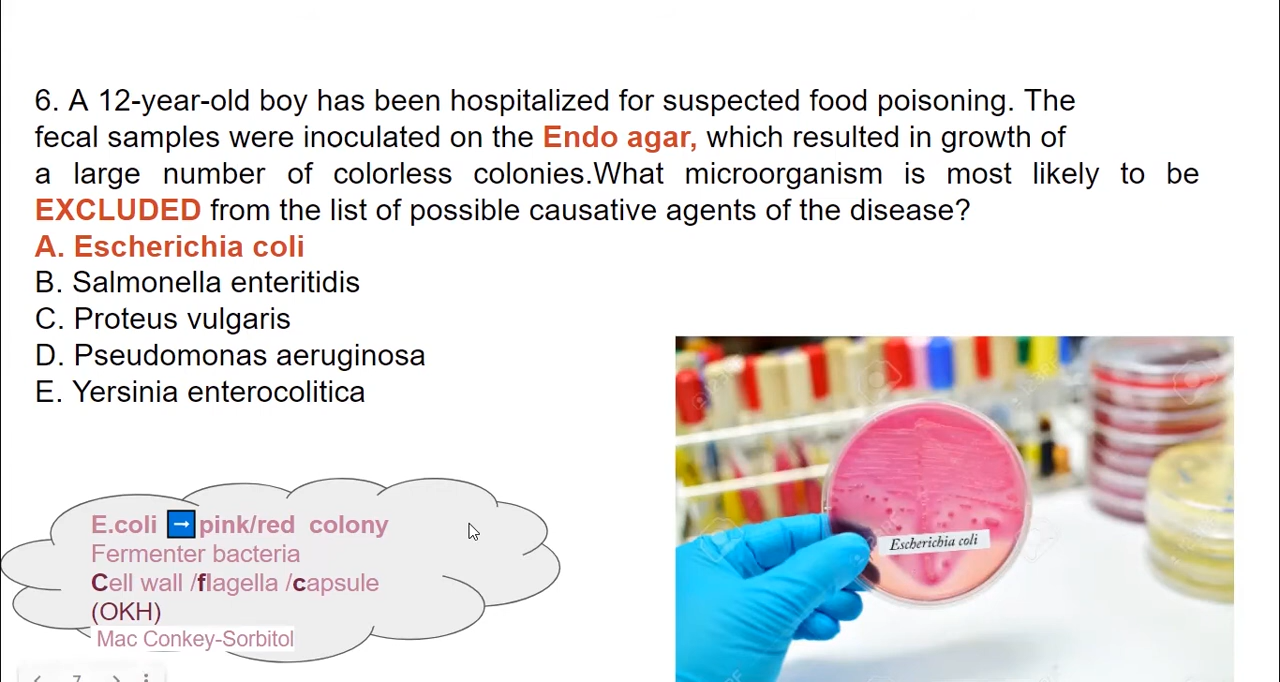 6. A 12-year-old boy has been hospitalized for suspected food poisoning. The
fecal samples were inoculated on the Endo agar, which resulted in growth of
a large number of colorless colonies.What microorganism is most likely to be
EXCLUDED from the list of possible causative agents of the disease?
A. Escherichia coli
B. Salmonella enteritidis
C. Proteus vulgaris
D. Pseudomonas aeruginosa
E. Yersinia enterocolitica
E.coli ➡ pink/red colony
Fermenter bacteria
Cell wall /flagella /capsule
(OKH)
Mac Conkey-Sorbitol
Escherichia coli
7